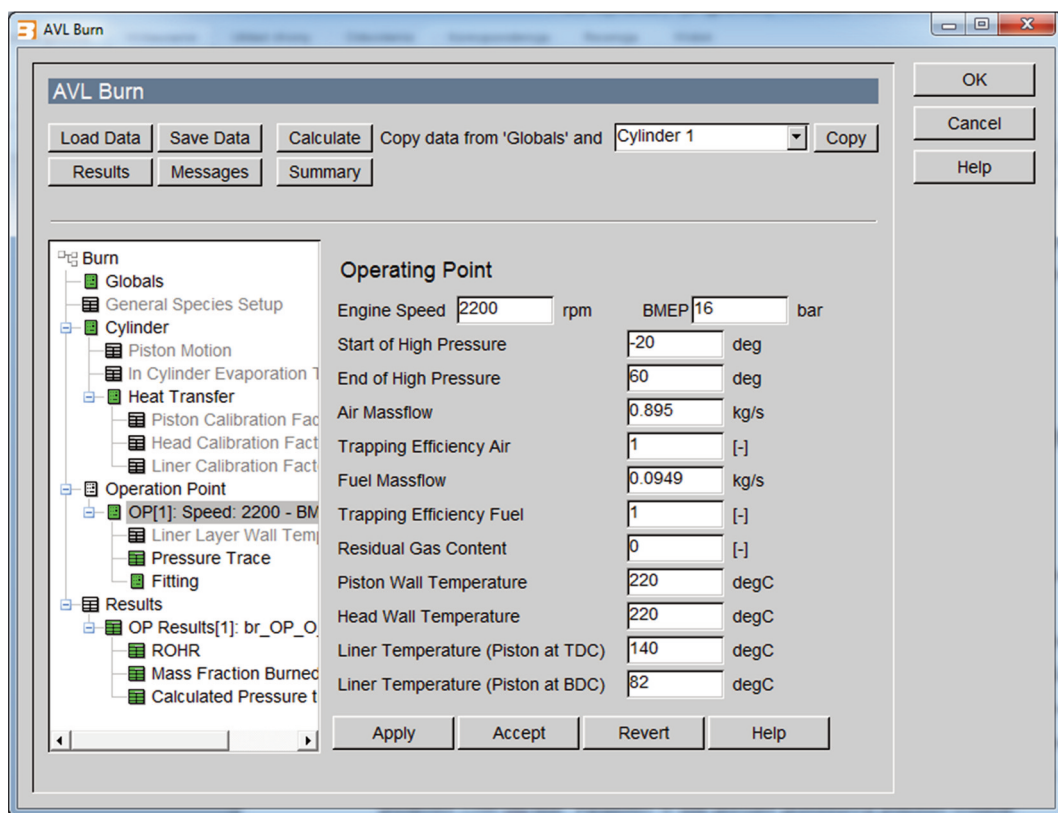 AVL Burn
AVL Burn
OK
Load Data Save Data Calculate Copy data from 'Globals' and Cylinder 1 Copy
Cancel
Results Messages Summary
Help
Burn
Globals
General Species Setup
Cylinder
Piston Motion
In Cylinder Evaporation T
Heat Transfer
Piston Calibration Fac
Head Calibration Fact
Liner Calibration Fact
Operation Point
OP[1]: Speed: 2200 - BM
Liner Layer Wall Temp
Pressure Trace
Fitting
Results
OP Results[1]: br_OP_O_
ROHR
Mass Fraction Burned
Calculated Pressure t
Operating Point
Engine Speed 2200 rpm BMEP 16 bar
Start of High Pressure -20 deg
End of High Pressure 60 deg
Air Massflow 0.895 kg/s
Trapping Efficiency Air 1 [-]
Fuel Massflow 0.0949 kg/s
Trapping Efficiency Fuel 1 [-]
Residual Gas Content 0 [-]
Piston Wall Temperature 220 degC
Head Wall Temperature 220 degC
Liner Temperature (Piston at TDC) 140 degC
Liner Temperature (Piston at BDC) 82 degC
Apply Accept Revert Help